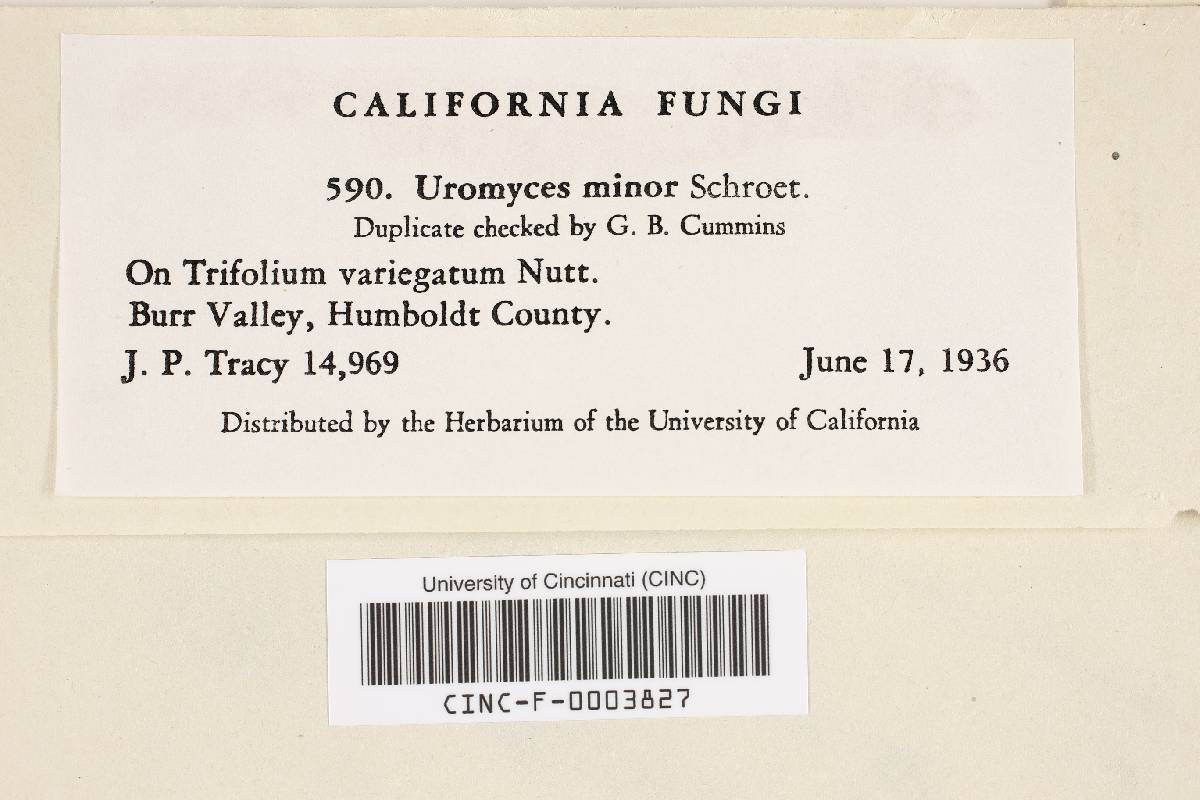 CALIFORNIA FUNGI
590. Uromyces minor Schroet.
Duplicate checked by G. B. Cummins
On Trifolium variegatum Nutt.
Burr Valley, Humboldt County.
J. P. Tracy 14,969 June 17, 1936
Distributed by the Herbarium of the University of California
University of Cincinnati (CINC)
CINC-F-0003827